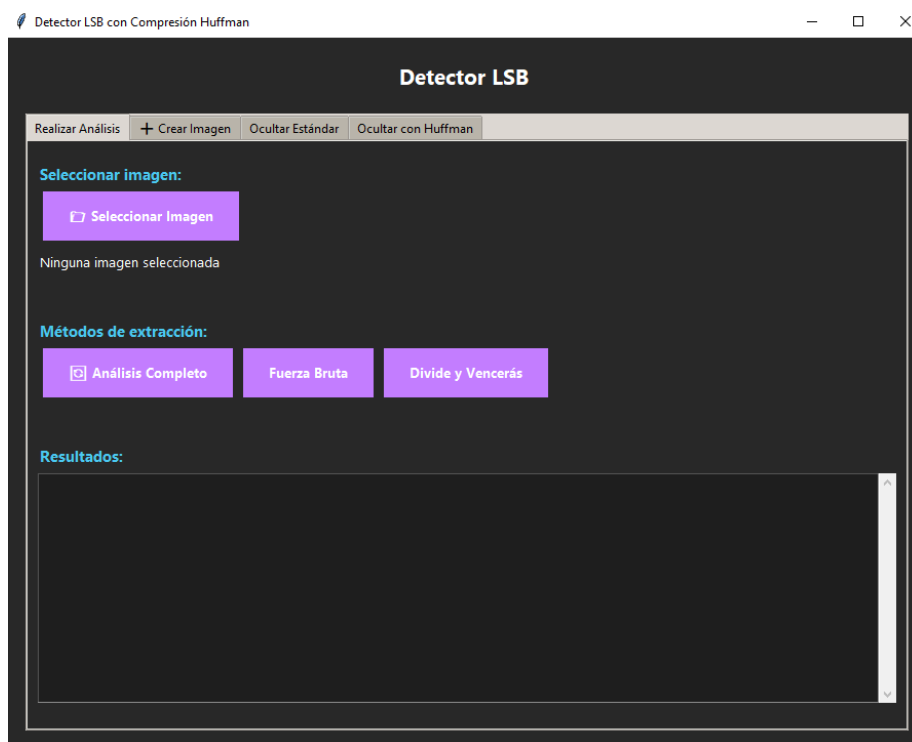 Detector LSB con Compresión Huffman
Detector LSB
Realizar Análisis + Crear Imagen Ocultar Estándar Ocultar con Huffman
Seleccionar imagen:
Seleccionar Imagen
Ninguna imagen seleccionada
Métodos de extracción:
Análisis Completo Fuerza Bruta Divide y Vencerás
Resultados: